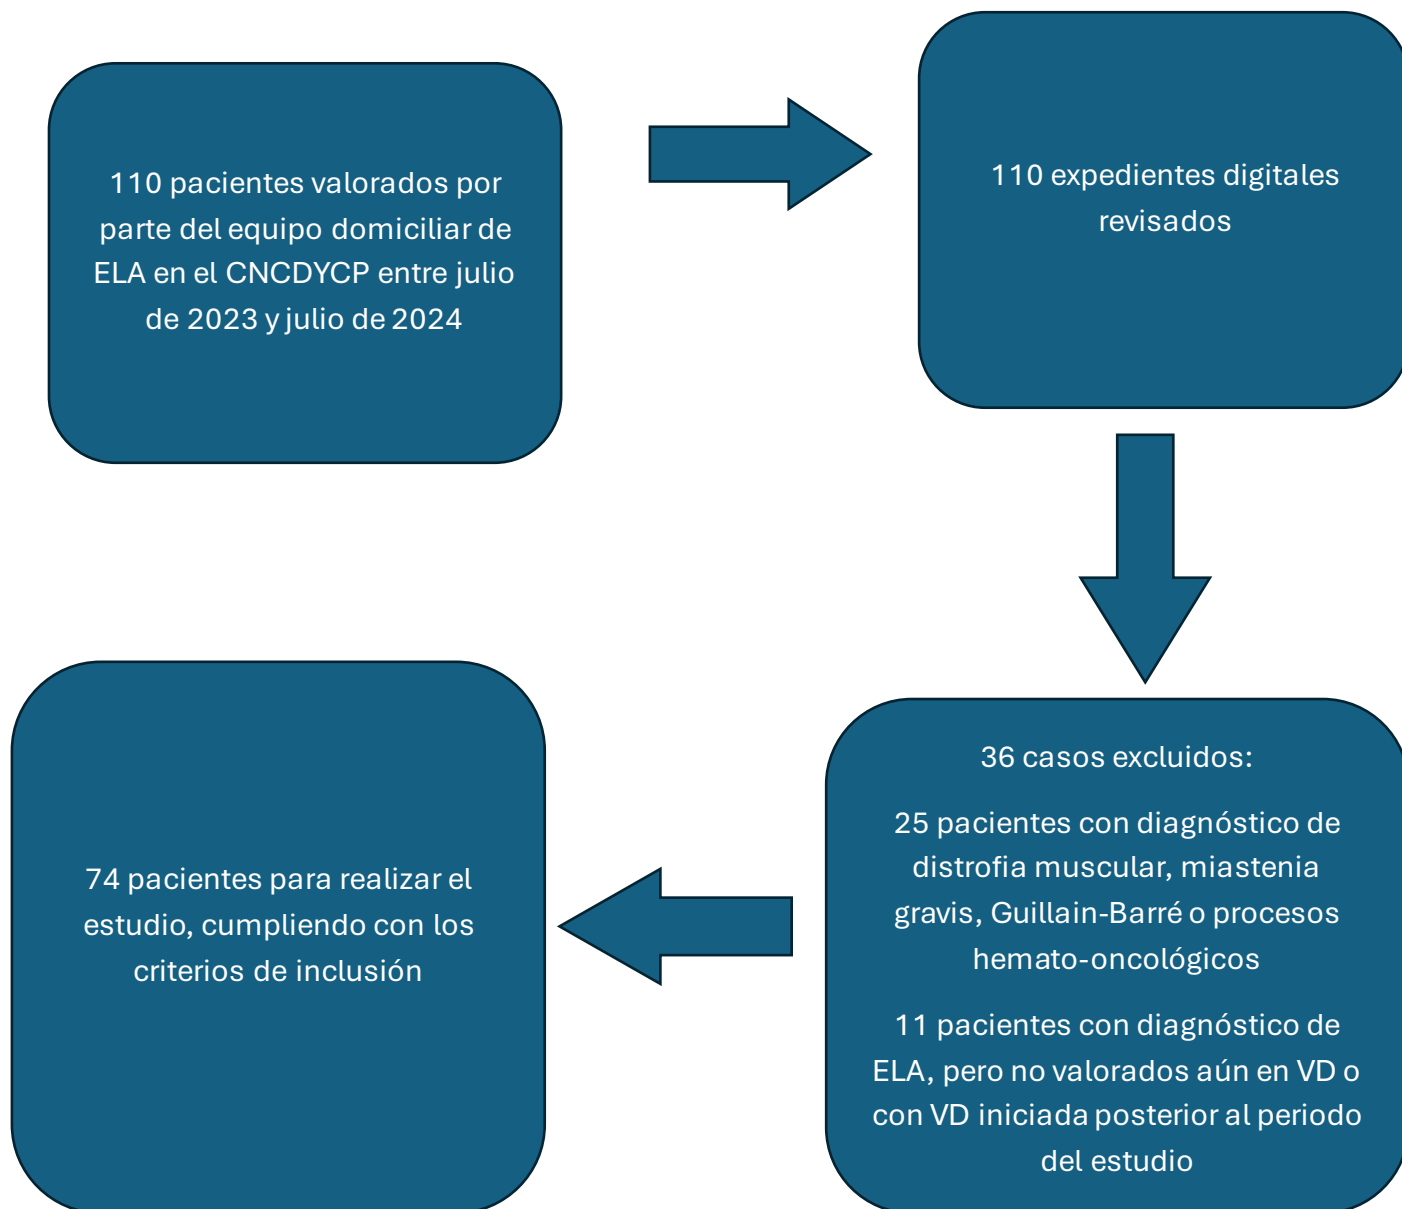 110 pacientes valorados por
parte del equipo domiciliar de
ELA en el CNCDYCP entre julio
de 2023 y julio de 2024
110 expedientes digitales
revisados
36 casos excluidos:
25 pacientes con diagnóstico de
distrofia muscular, miastenia
gravis, Guillain-Barré o procesos
hemato-oncológicos
11 pacientes con diagnóstico de
ELA, pero no valorados aún en VD o
con VD iniciada posterior al periodo
del estudio
74 pacientes para realizar el
estudio, cumpliendo con los
criterios de inclusión